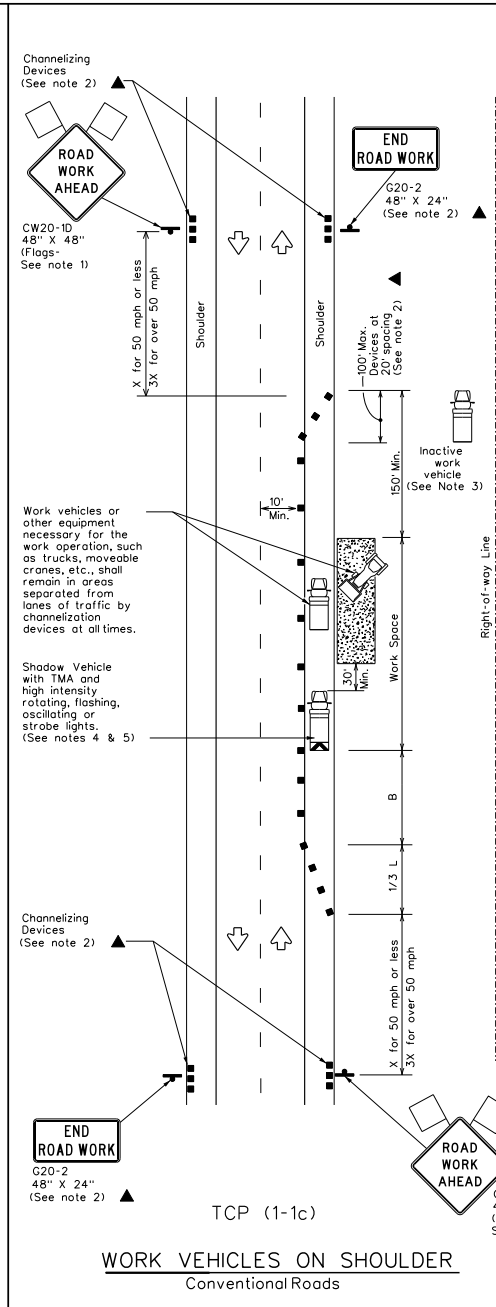 Channelizing
Devices
(See note 2) ▲
ROAD
WORK
AHEAD
CW20-1D
48" X 48"
(Flags-
See note 1)
END
ROAD WORK
G20-2
48" X 24"
(See note 2) ▲
X for 50 mph or less
3X for over 50 mph
Shoulder
Shoulder
100' Max.
Devices at
20' spacing
(See note 2)
150' Min.
Inactive
work
vehicle
(See Note 3)
10'
Min.
Work vehicles or
other equipment
necessary for the
work operation, such
as trucks, moveable
cranes, etc., shall
remain in areas
separated from
lanes of traffic by
channelization
devices at all times.
Right-of-way Line
Work Space
30'
Min.
Shadow Vehicle
with TMA and
high intensity
rotating, flashing,
oscillating or
strobe lights.
(See notes 4 & 5)
B
1/3 L
Channelizing
Devices
(See note 2) ▲
X for 50 mph or less
3X for over 50 mph
END
ROAD WORK
G20-2
48" X 24"
(See note 2) ▲
ROAD
WORK
AHEAD
TCP (1-1c)
WORK VEHICLES ON SHOULDER
Conventional Roads